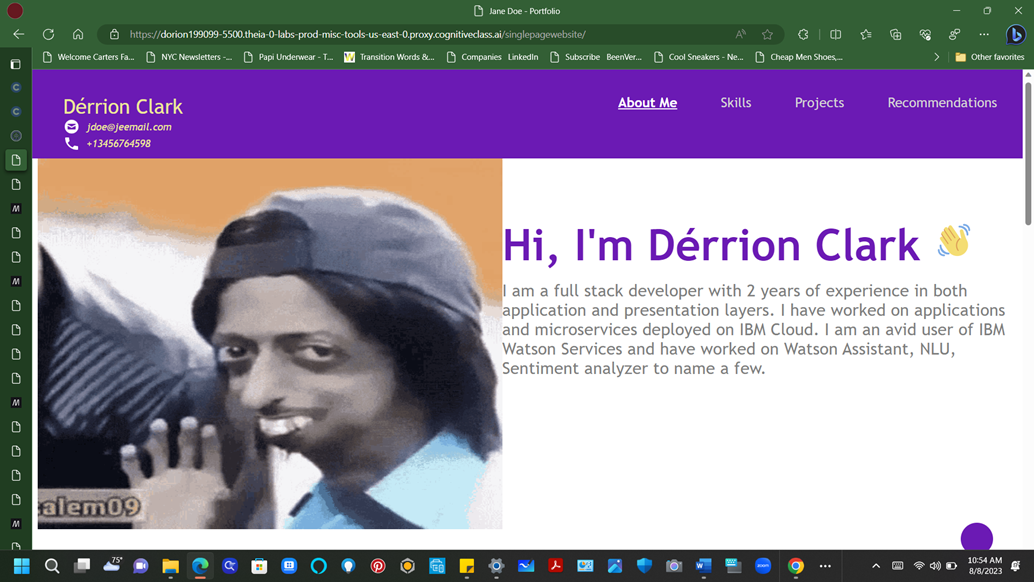 Jane Doe - Portfolio
https://dorion199099-5500.theia-0-labs-prod-misc-tools-us-east-0.proxy.cognitiveclass.ai/singlepagewebsite/
Welcome Carters Fa... NYC Newsletters -... Papi Underwear - T... Transition Words &... Companies LinkedIn Subscribe BeenVer... Cool Sneakers - Ne... Cheap Men Shoes,... Other favorites
Dérrion Clark
jdoe@jeemail.com
+13456764598
About Me Skills Projects Recommendations
Hi, I'm Dérrion Clark
I am a full stack developer with 2 years of experience in both
application and presentation layers. I have worked on applications
and microservices deployed on IBM Cloud. I am an avid user of IBM
Watson Services and have worked on Watson Assistant, NLU,
Sentiment analyzer to name a few.
alem09
75°
zoom
10:54 AM
8/8/2023